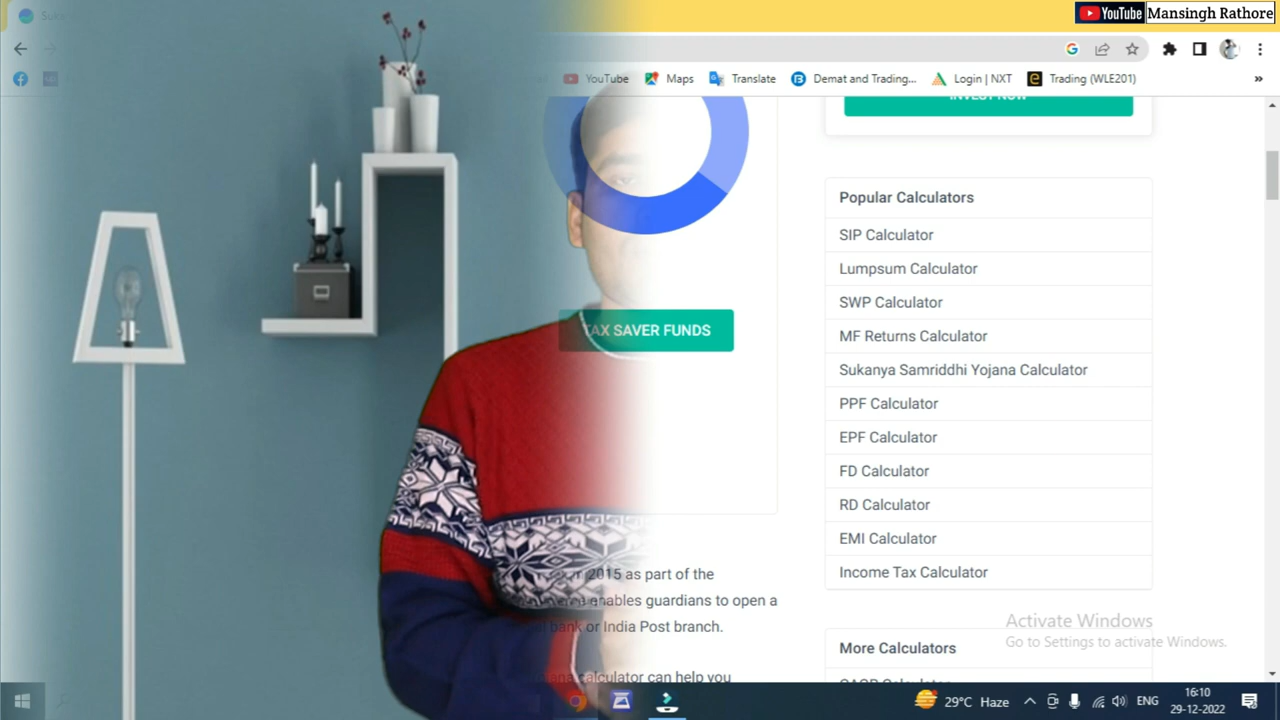 YouTube Mansingh Rathore
Suka
YouTube
Maps
Translate
Demat and Trading...
Login | NXT
Trading (WLE201)
»
INVEST NOW
Popular Calculators
SIP Calculator
Lumpsum Calculator
SWP Calculator
MF Returns Calculator
Sukanya Samriddhi Yojana Calculator
PPF Calculator
EPF Calculator
FD Calculator
RD Calculator
EMI Calculator
Income Tax Calculator
More Calculators
TAX SAVER FUNDS
2015 as part of the
enables guardians to open a
bank or India Post branch.
calculator can help you
Activate Windows
Go to Settings to activate Windows.
29°C Haze
ENG
16:10
29-12-2022